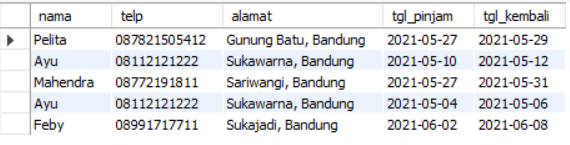 nama telp alamat tgl_pinjam tgl_kembali
Pelita 087821505412 Gunung Batu, Bandung 2021-05-27 2021-05-29
Ayu 08112121222 Sukawarna, Bandung 2021-05-10 2021-05-12
Mahendra 08772191811 Sariwangi, Bandung 2021-05-27 2021-05-31
Ayu 08112121222 Sukawarna, Bandung 2021-05-04 2021-05-06
Feby 08991717711 Sukajadi, Bandung 2021-06-02 2021-06-08